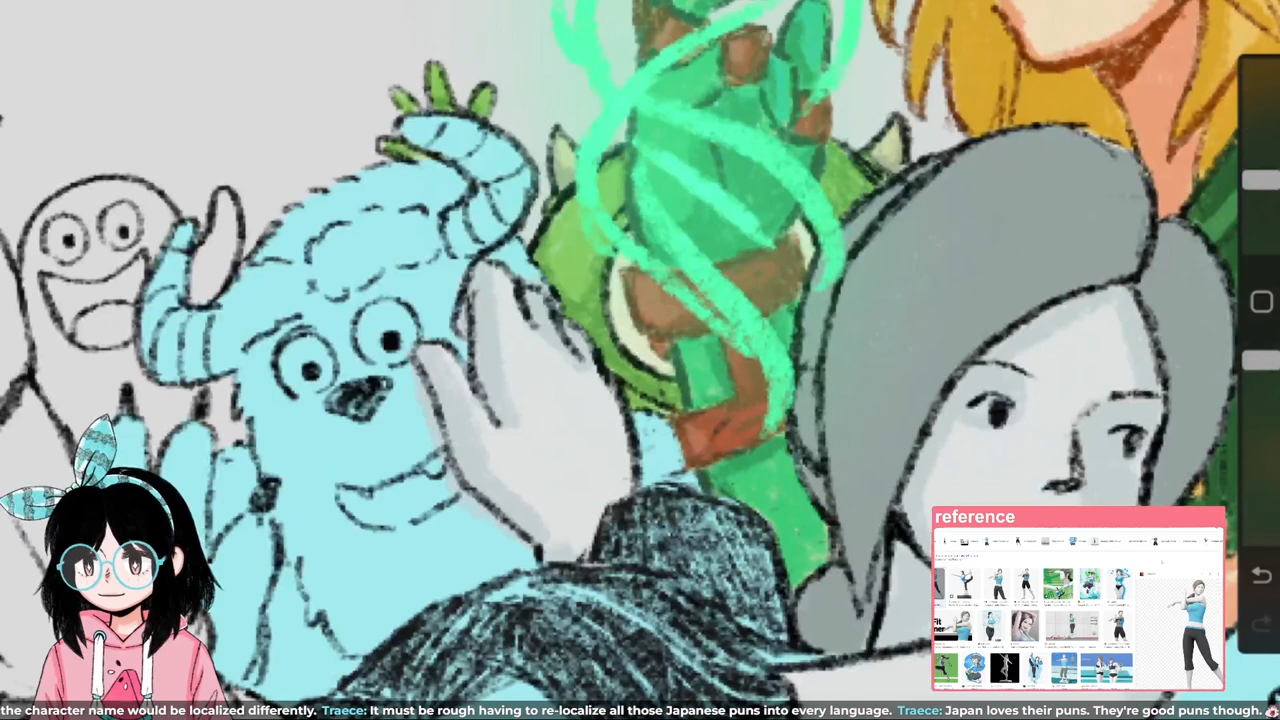 reference
the character name would be localized differently. Traece: It must be rough having to re-localize all those Japanese puns into every language. Traece: Japan loves their puns. They're good puns though.